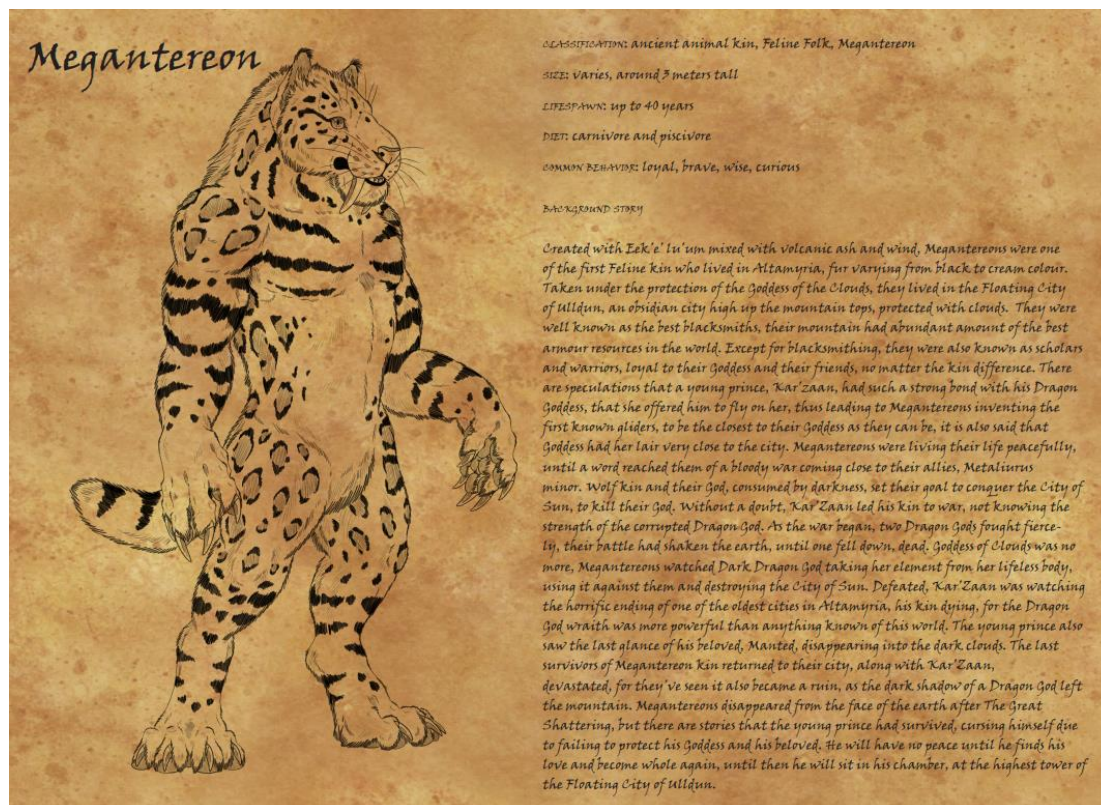 Megantereon
CLASSIFICATION: ancient animal kin, Feline Folk, Megantereon
SIZE: varies, around 3 meters tall
LIFESPAWN: up to 40 years
DIET: carnivore and piscivore
COMMON BEHAVIOR: loyal, brave, wise, curious
BACKGROUND STORY
Created with Eek'e' lu'um mixed with volcanic ash and wind, Megantereons were one
of the first Feline kin who lived in Altamyria, fur varying from black to cream colour.
Taken under the protection of the Goddess of the Clouds, they lived in the Floating City
of Ulldun, an obsidian city high up the mountain tops, protected with clouds. They were
well known as the best blacksmiths, their mountain had abundant amount of the best
armour resources in the world. Except for blacksmithing, they were also known as scholars
and warriors, loyal to their Goddess and their friends, no matter the kin difference. There
are speculations that a young prince, Kar'zaan, had such a strong bond with his Dragon
Goddess, that she offered him to fly on her, thus leading to Megantereons inventing the
first known gliders, to be the closest to their Goddess as they can be, it is also said that
Goddess had her lair very close to the city. Megantereons were living their life peacefully,
until a word reached them of a bloody war coming close to their allies, Metaliurus
minor. Wolf kin and their God, consumed by darkness, set their goal to conquer the City of
Sun, to kill their God. Without a doubt, Kar'Zaan led his kin to war, not knowing the
strength of the corrupted Dragon God. As the war began, two Dragon Gods fought fierce-
ly, their battle had shaken the earth, until one fell down, dead. Goddess of Clouds was no
more, Megantereons watched Dark Dragon God taking her element from her lifeless body,
using it against them and destroying the City of Sun. Defeated, Kar'Zaan was watching
the horrific ending of one of the oldest cities in Altamyria, his kin dying, for the Dragon
God wraith was more powerful than anything known of this world. The young prince also
saw the last glance of his beloved, Manted, disappearing into the dark clouds. The last
survivors of Megantereon kin returned to their city, along with Kar'Zaan,
devastated, for they've seen it also became a ruin, as the dark shadow of a Dragon God left
the mountain. Megantereons disappeared from the face of the earth after The Great
Shattering, but there are stories that the young prince had survived, cursing himself due
to failing to protect his Goddess and his beloved. He will have no peace until he finds his
love and become whole again, until then he will sit in his chamber, at the highest tower of
the Floating City of Ulldun.